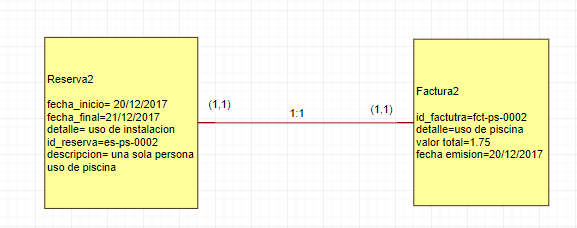 Reserva2
fecha_inicio= 20/12/2017
fecha_final=21/12/2017
detalle= uso de instalacion
id_reserva=es-ps-0002
descripcion= una sola persona
uso de piscina
(1,1)
1:1
(1,1)
Factura2
id_factutra=fct-ps-0002
detalle=uso de piscina
valor total=1.75
fecha emision=20/12/2017